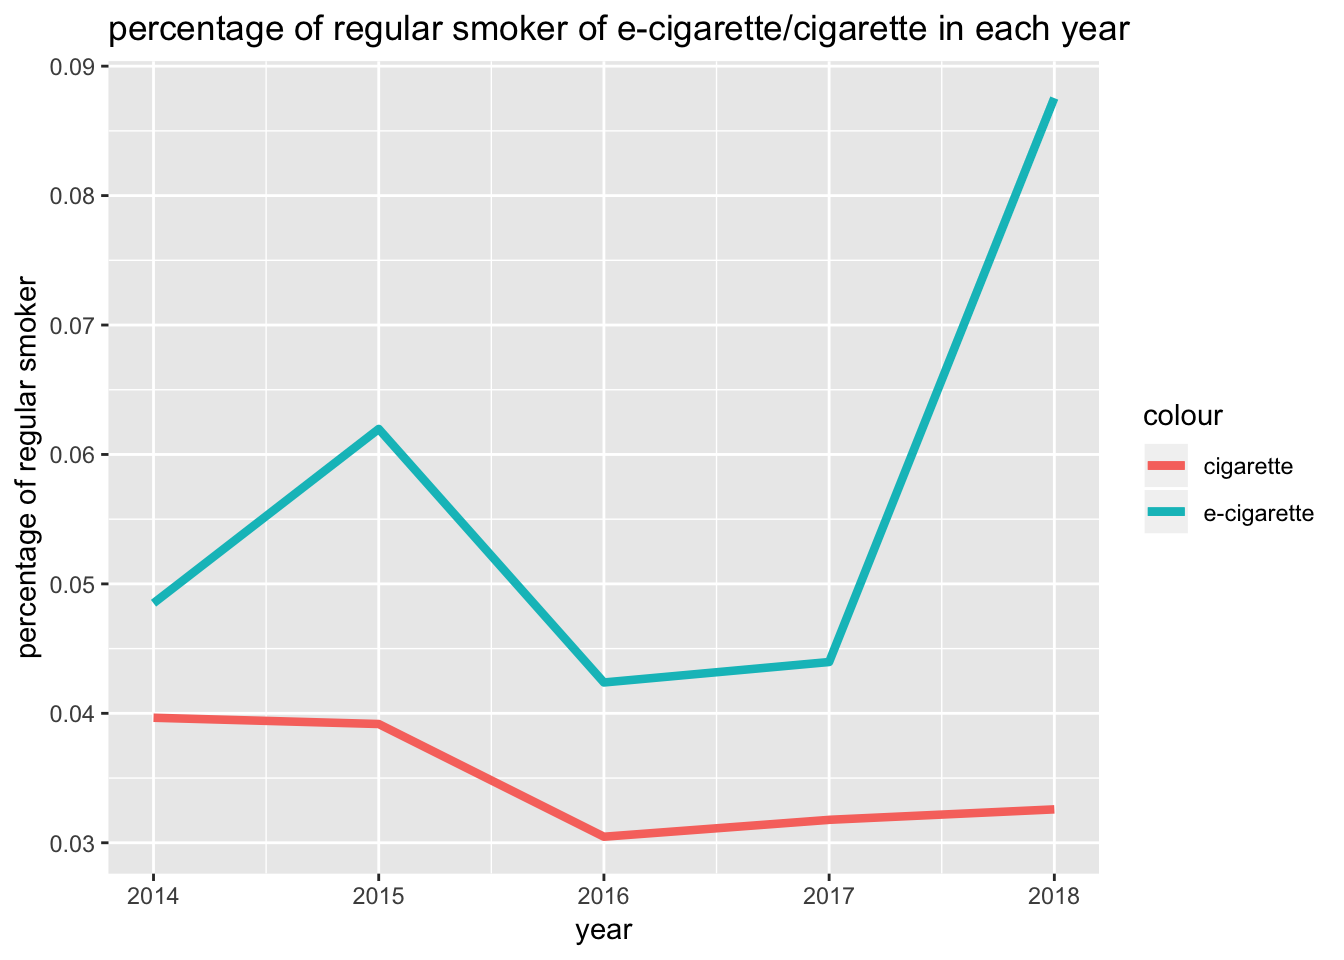 percentage of regular smoker of e-cigarette/cigarette in each year
percentage of regular smoker
0.09
0.08
0.07
0.06
0.05
0.04
0.03
2014 2015 2016 2017 2018
year
colour
cigarette
e-cigarette